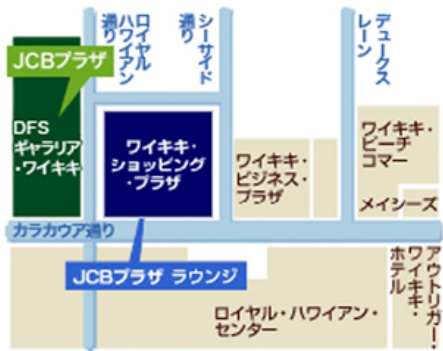 ロイヤル
ハワイアン
通り
シーサイド
通り
デュークス
レーン
JCBプラザ
DFS
ギャラリア
・ワイキキ
ワイキキ・
ショッピング
・プラザ
ワイキキ・
ビジネス・
プラザ
ワイキキ・
ビーチ
コマー
メイシーズ
カラカウア通り
JCBプラザ ラウンジ
ロイヤル・ハワイアン・
センター
アウトリガー・
ワイキキ・
ホテル